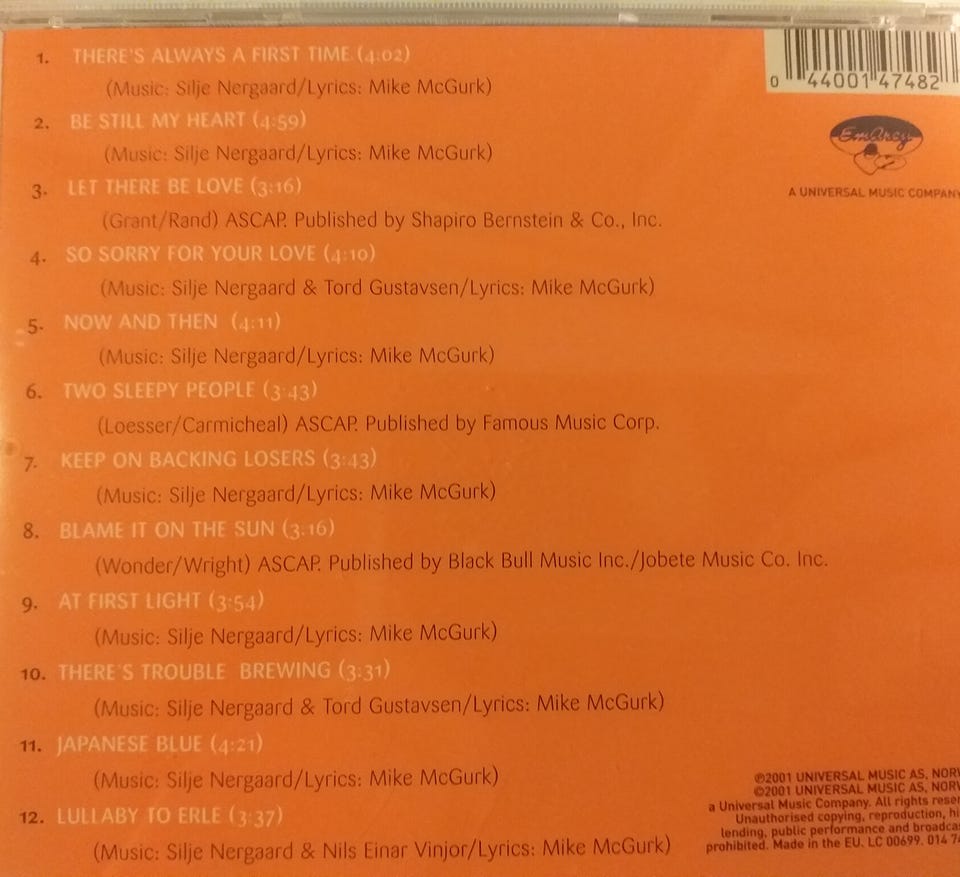 1. THERE'S ALWAYS A FIRST TIME (4:02)
(Music: Silje Nergaard/Lyrics: Mike McGurk)
2. BE STILL MY HEART (4:59)
(Music: Silje Nergaard/Lyrics: Mike McGurk)
3. LET THERE BE LOVE (3:16)
(Grant/Rand) ASCAP. Published by Shapiro Bernstein & Co., Inc.
4. SO SORRY FOR YOUR LOVE (4:10)
(Music: Silje Nergaard & Tord Gustavsen/Lyrics: Mike McGurk)
5. NOW AND THEN (4:11)
(Music: Silje Nergaard/Lyrics: Mike McGurk)
6. TWO SLEEPY PEOPLE (3:43)
(Loesser/Carmicheal) ASCAP. Published by Famous Music Corp.
7. KEEP ON BACKING LOSERS (3:43)
(Music: Silje Nergaard/Lyrics: Mike McGurk)
8. BLAME IT ON THE SUN (3:16)
(Wonder/Wright) ASCAP. Published by Black Bull Music Inc./Jobete Music Co. Inc.
9. AT FIRST LIGHT (3:54)
(Music: Silje Nergaard/Lyrics: Mike McGurk)
10. THERE'S TROUBLE BREWING (3:31)
(Music: Silje Nergaard & Tord Gustavsen/Lyrics: Mike McGurk)
11. JAPANESE BLUE (4:21)
(Music: Silje Nergaard/Lyrics: Mike McGurk)
12. LULLABY TO ERLE (3:37)
(Music: Silje Nergaard & Nils Einar Vinjor/Lyrics: Mike McGurk)
0 44001 47482
EmArcy
A UNIVERSAL MUSIC COMPANY
℗2001 UNIVERSAL MUSIC AS, NORW
©2001 UNIVERSAL MUSIC AS, NORW
a Universal Music Company. All rights reser
Unauthorised copying, reproduction, hi
lending, public performance and broadca
prohibited. Made in the EU. LC 00699. 014 74